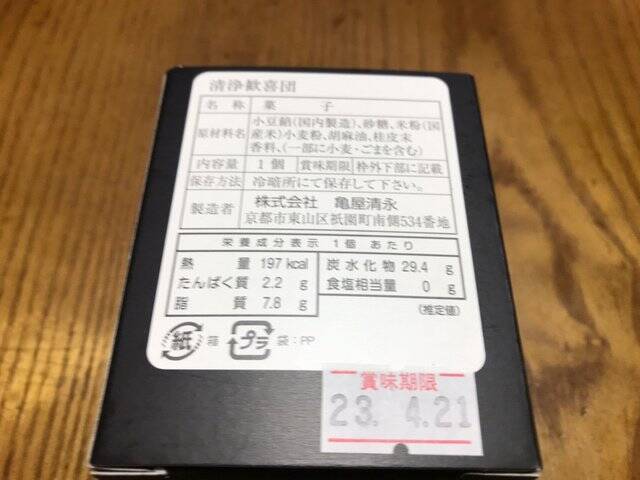 清浄歓喜団
名称 菓子
原材料名 小豆餡(国内製造)、砂糖、米粉(国
産米)小麦粉、胡麻油、桂皮末
香料、(一部に小麦・ごまを含む)
内容量 1個 賞味期限 枠外下部に記載
保存方法 冷暗所にて保存して下さい。
製造者 株式会社 亀屋清永
京都市東山区祇園町南側534番地
栄養成分表示 1個 あたり
熱量 197 kcal 炭水化物 29.4 g
たんぱく質 2.2 g 食塩相当量 0 g
脂質 7.8 g
(推定値)
紙 箱 プラ 袋:PP
賞味期限
23. 4.21